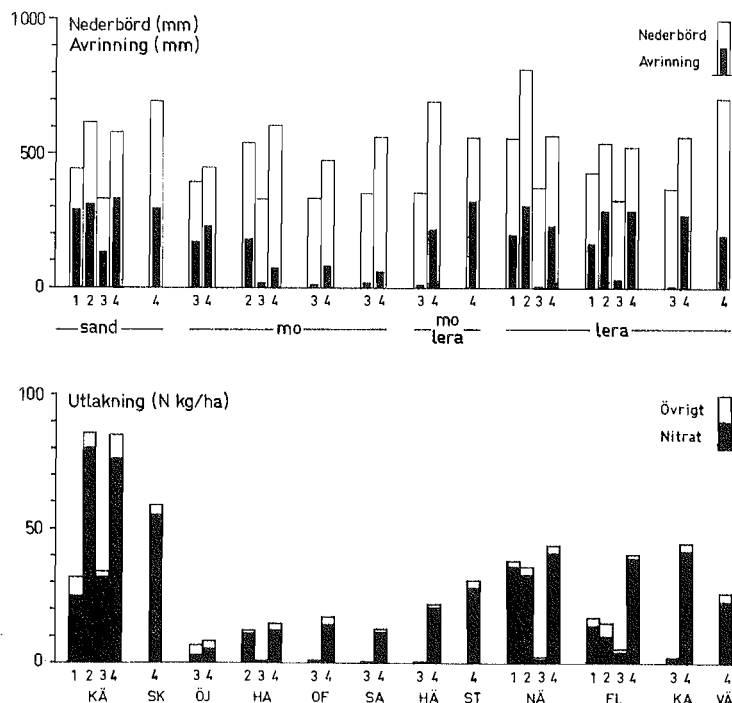 1000
Nederbörd (mm)
Avrinning (mm)
Nederbörd
Avrinning
500
0
1 2 3 4 4 3 4 2 3 4 3 4 3 4 3 4 4 1 2 3 4 1 2 3 4 3 4 4
sand mo mo lera
lera
100
Utlakning (N kg/ha)
Övrigt
Nitrat
50
0
1 2 3 4 4 3 4 2 3 4 3 4 3 4 3 4 4 1 2 3 4 1 2 3 4 3 4 4
KÄ SK ÖJ HA OF SA HÄ ST NÄ FL KA VÄ